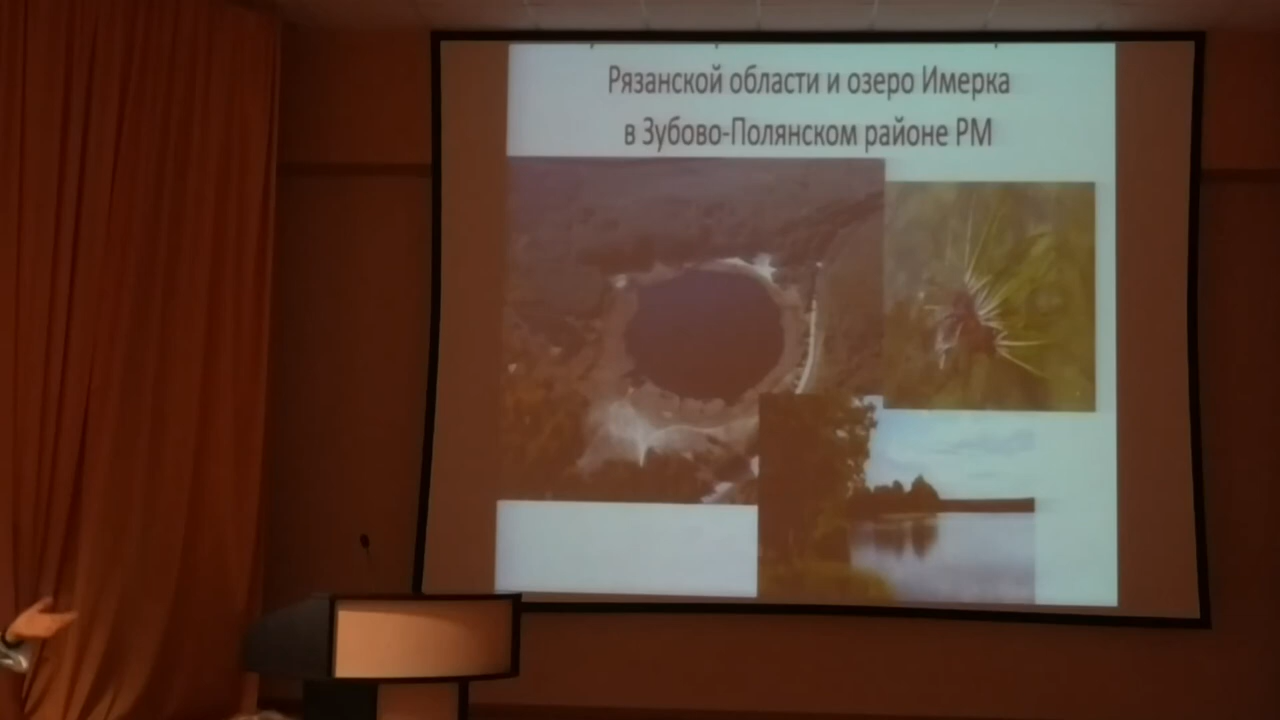 Рязанской области и озеро Имерка
в Зубово-Полянском районе РМ